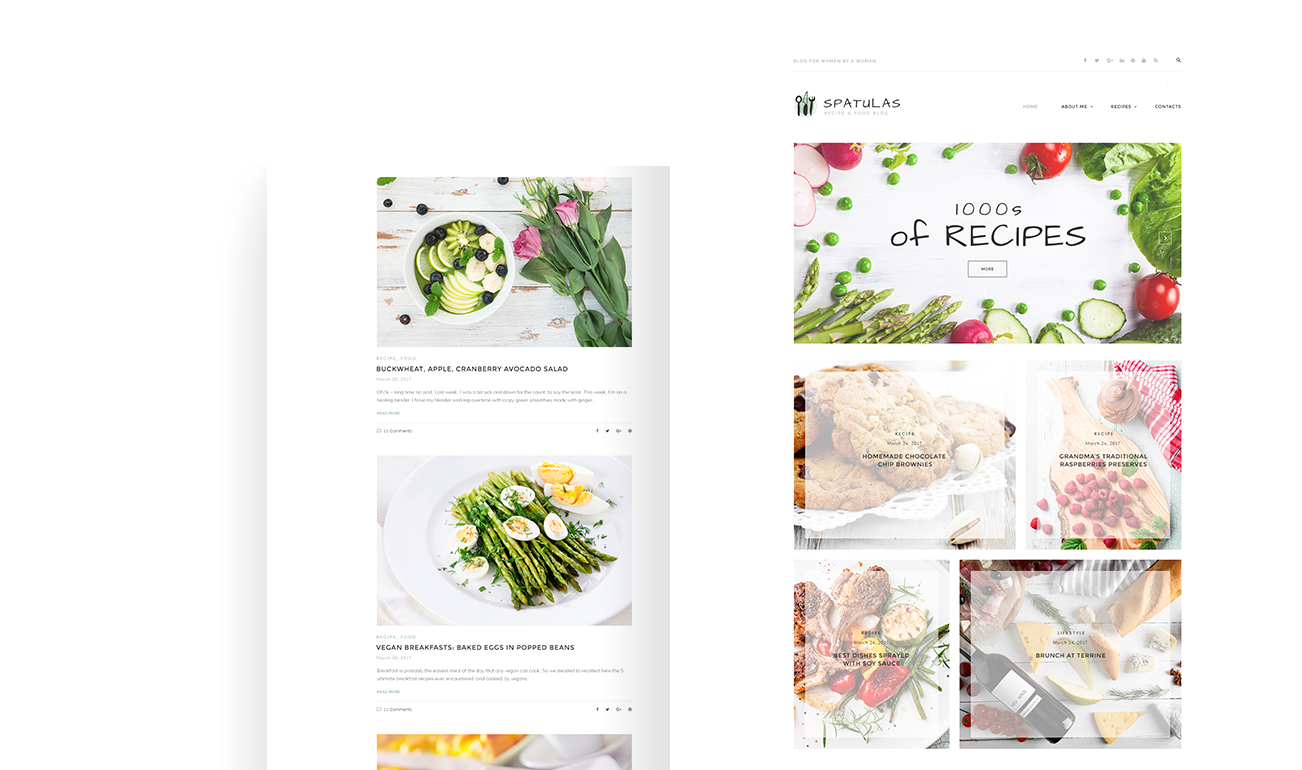 BUCKWHEAT, APPLE, CRANBERRY AVOCADO SALAD
RECIPE, FOOD
March 30, 2017
Oh hi – long time no post. Last week, I was a bit sick and down for the count, to say the least. This week, I'm on a
healing bender. I have my blender working overtime with crazy green smoothies made with ginger...
READ MORE
11 Comments
RECIPE, FOOD
VEGAN BREAKFASTS: BAKED EGGS IN POPPED BEANS
March 30, 2017
Breakfast is probably the easiest meal of the day that any vegan can cook. So we decided to recollect here the 5
ultimate breakfast recipes ever encountered (and cooked) by vegans.
READ MORE
11 Comments
BLOG FOR WOMEN BY A WOMAN
SPATULAS
RECIPE & FOOD BLOG
HOME ABOUT ME RECIPES CONTACTS
1000s
of RECIPES
MORE
RECIPE
March 24, 2017
HOMEMADE CHOCOLATE
CHIP BROWNIES
RECIPE
March 24, 2017
GRANDMA'S TRADITIONAL
RASPBERRIES PRESERVES
RECIPE
March 24, 2017
BEST DISHES SPRAYED
WITH SOY SAUCE
LIFESTYLE
March 24, 2017
BRUNCH AT TERRINE